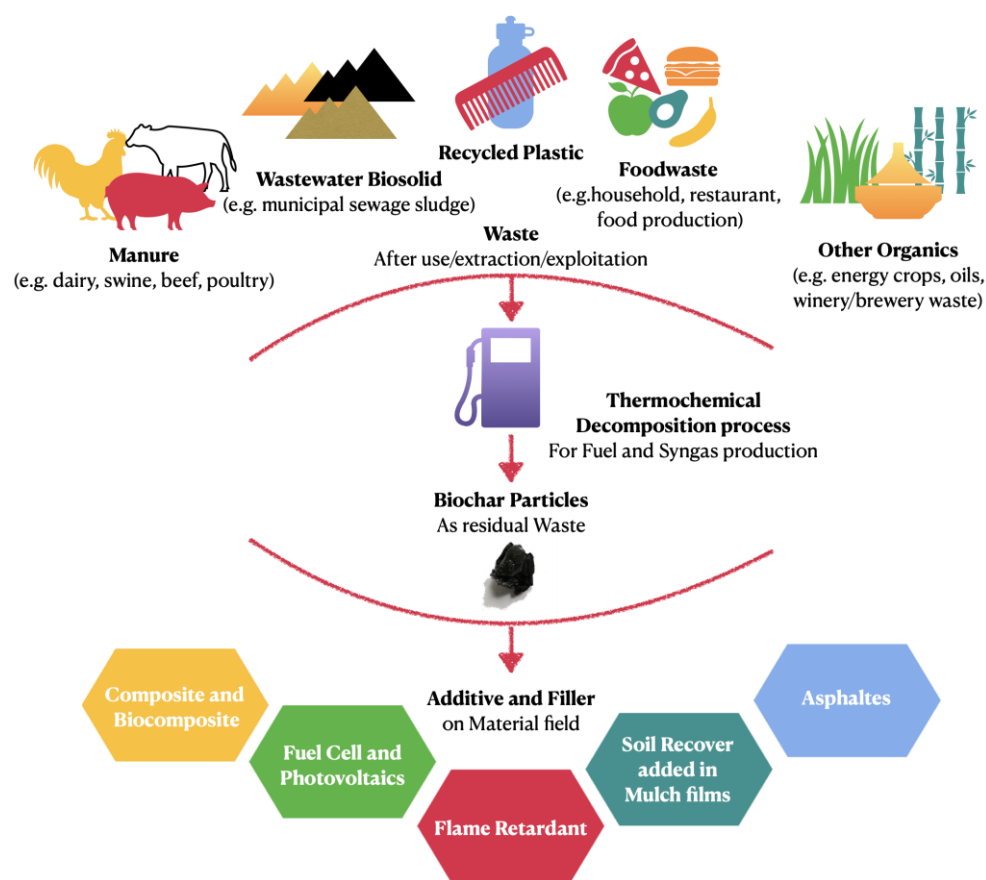 Recycled Plastic
Wastewater Biosolid
(e.g. municipal sewage sludge)
Foodwaste
(e.g.household, restaurant,
food production)
Manure
(e.g. dairy, swine, beef, poultry)
Waste
After use/extraction/exploitation
Other Organics
(e.g. energy crops, oils,
winery/brewery waste)
Thermochemical
Decomposition process
For Fuel and Syngas production
Biochar Particles
As residual Waste
Additive and Filler
on Material field
Composite and
Biocomposite
Fuel Cell and
Photovoltaics
Flame Retardant
Soil Recover
added in
Mulch films
Asphaltes